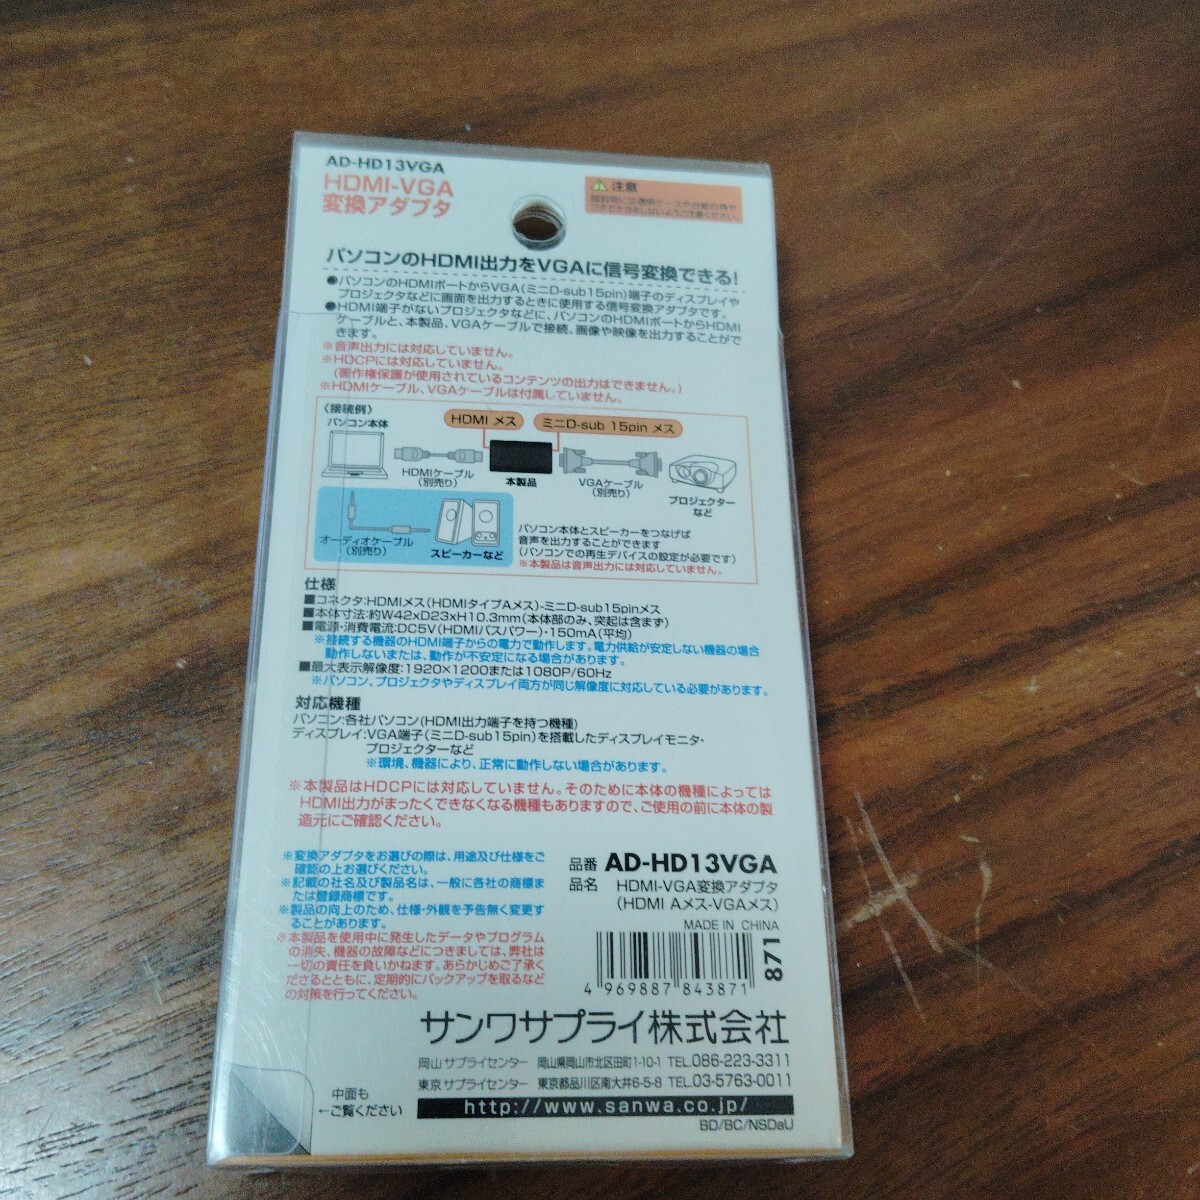 AD-HD13VGA
HDMI-VGA
変換アダプタ
注意
開封時には透明ケースや台紙の角や
フチでケガをしないようご注意ください。
パソコンのHDMI出力をVGAに信号変換できる!
●パソコンのHDMIポートからVGA(ミニD-sub15pin)端子のディスプレイや
プロジェクタなどに画面を出力するときに使用する信号変換アダプタです。
●HDMI端子がないプロジェクタなどに、パソコンのHDMIポートからHDMI
ケーブルと、本製品、VGAケーブルで接続、画像や映像を出力することがで
きます。
※音声出力には対応していません。
※HDCPには対応していません。
(著作権保護が使用されているコンテンツの出力はできません。)
※HDMIケーブル、VGAケーブルは付属していません。
〈接続例〉
パソコン本体
HDMI メス
ミニD-sub 15pin メス
HDMIケーブル
(別売り)
本製品
VGAケーブル
(別売り)
プロジェクター
など
オーディオケーブル
(別売り)
スピーカーなど
パソコン本体とスピーカーをつなげば
音声を出力することができます
(パソコンでの再生デバイスの設定が必要です)
※本製品は音声出力には対応していません。
仕様
■コネクタ:HDMIメス(HDMIタイプAメス)-ミニD-sub15pinメス
■本体寸法:約W42xD23xH10.3mm(本体部のみ、突起は含まず)
■電源・消費電流:DC5V(HDMIバスパワー)・150mA(平均)
※接続する機器のHDMI端子からの電力で動作します。電力供給が安定しない機器の場合
動作しないまたは、動作が不安定になる場合があります。
■最大表示解像度:1920×1200または1080P/60Hz
※パソコン、プロジェクタやディスプレイ両方が同じ解像度に対応している必要があります。
対応機種
パソコン:各社パソコン(HDMI出力端子を持つ機種)
ディスプレイ:VGA端子(ミニD-sub15pin)を搭載したディスプレイモニタ・
プロジェクターなど
※環境、機器により、正常に動作しない場合があります。
※本製品はHDCPには対応していません。そのために本体の機種によっては
HDMI出力がまったくできなくなる機種もありますので、ご使用の前に本体の製
造元にご確認ください。
※変換アダプタをお選びの際は、用途及び仕様をご
確認の上お選びください。
※記載の社名及び製品名は、一般に各社の商標ま
たは登録商標です。
※製品の向上のため、仕様・外観を予告無く変更す
ることがあります。
※本製品を使用中に発生したデータやプログラム
の消失、機器の故障などにつきましては、弊社は
一切の責任を負いかねます。あらかじめご了承く
ださるとともに、定期的にバックアップを取るなど
の対策を行ってください。
品番 AD-HD13VGA
品名 HDMI-VGA変換アダプタ
(HDMI Aメス-VGAメス)
MADE IN CHINA
871
4 969887 843871
サンワサプライ株式会社
岡山サプライセンター 岡山県岡山市北区田町1-10-1 TEL.086-223-3311
東京サプライセンター 東京都品川区南大井6-5-8 TEL.03-5763-0011
http://www.sanwa.co.jp/
BD/BC/NSDaU
中面も
←ご覧ください